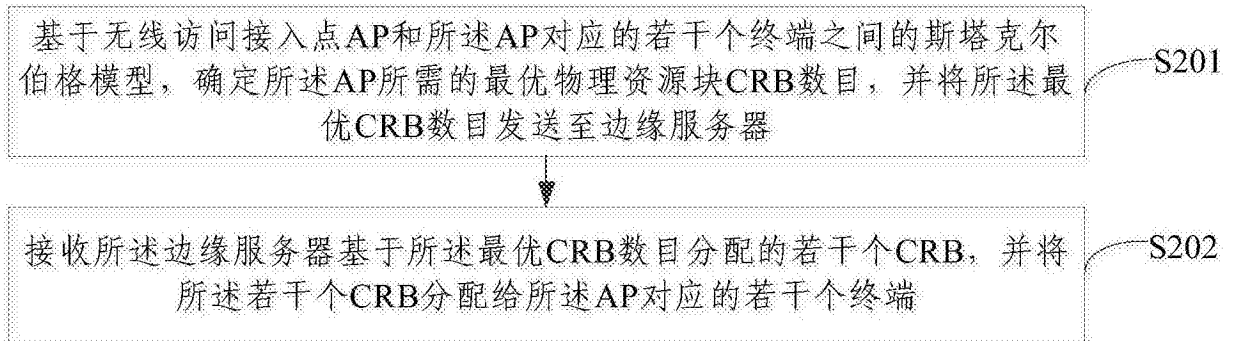 基于无线访问接入点AP和所述AP对应的若干个终端之间的斯塔克尔
伯格模型，确定所述AP所需的最优物理资源块CRB数目，并将所述最
优CRB数目发送至边缘服务器
S201
接收所述边缘服务器基于所述最优CRB数目分配的若干个CRB，并将
所述若干个CRB分配给所述AP对应的若干个终端
S202